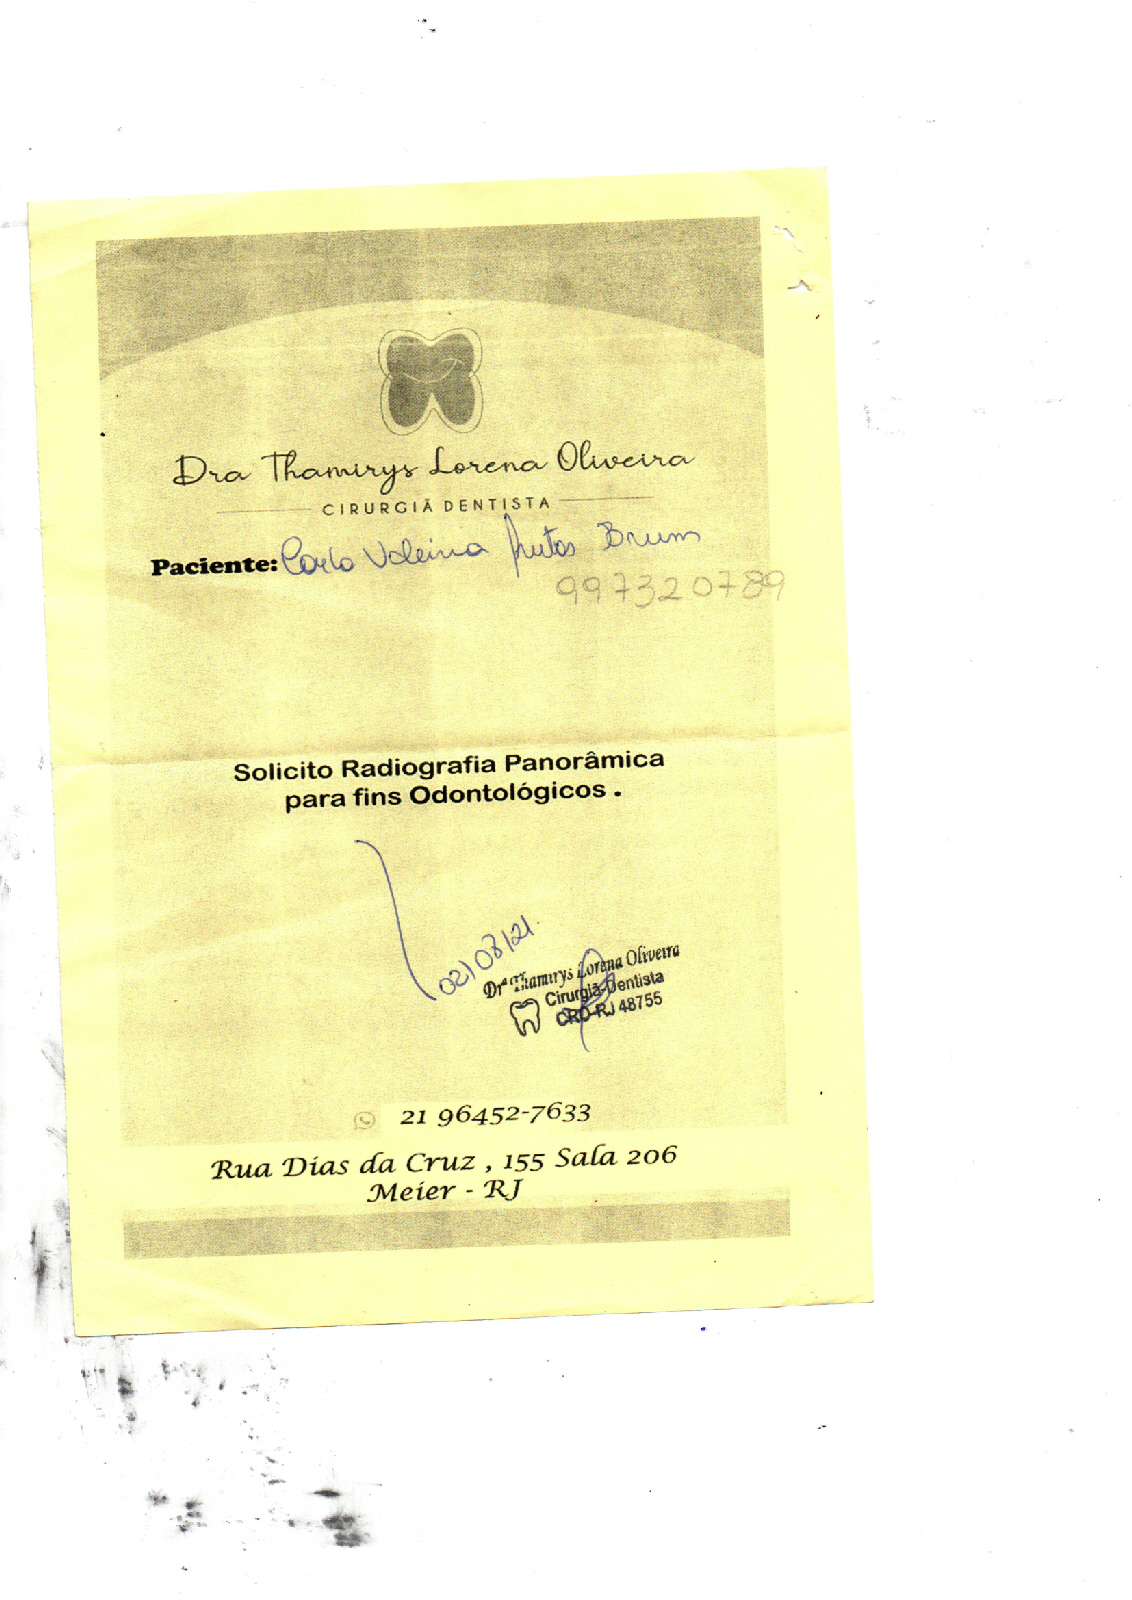 Dra Thamirys Lorena Oliveira
CIRURGIÃ DENTISTA
Paciente: Carla Brum
997320789
Solicito Radiografia Panorâmica
para fins Odontológicos .
02/08/21.
Drª Thamirys Lorena Oliveira
Cirurgiã-Dentista
CRO-RJ 48755
21 96452-7633
Rua Dias da Cruz , 155 Sala 206
Meier - RJ